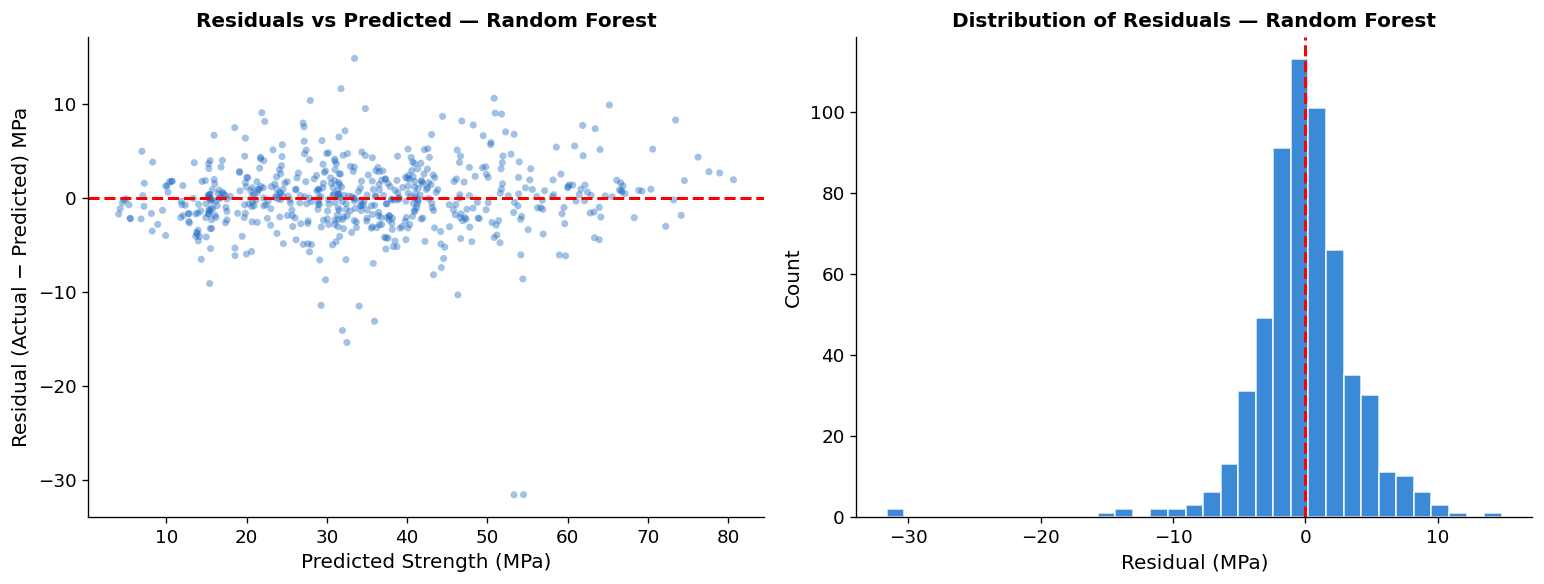 Residuals vs Predicted — Random Forest
Residual (Actual − Predicted) MPa
10
0
−10
−20
−30
10 20 30 40 50 60 70 80
Predicted Strength (MPa)
Distribution of Residuals — Random Forest
Count
100
80
60
40
20
0
−30 −20 −10 0 10
Residual (MPa)